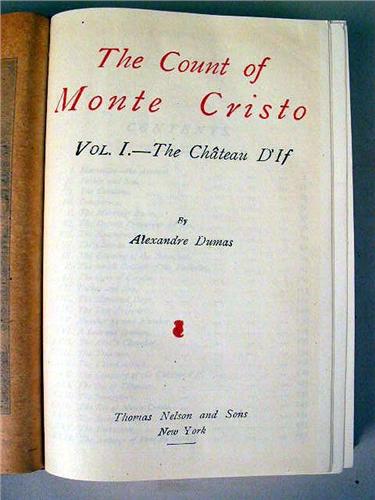 The Count of
Monte Cristo
VOL. I.—The Château D'If
By
Alexandre Dumas
Thomas Nelson and Sons
New York